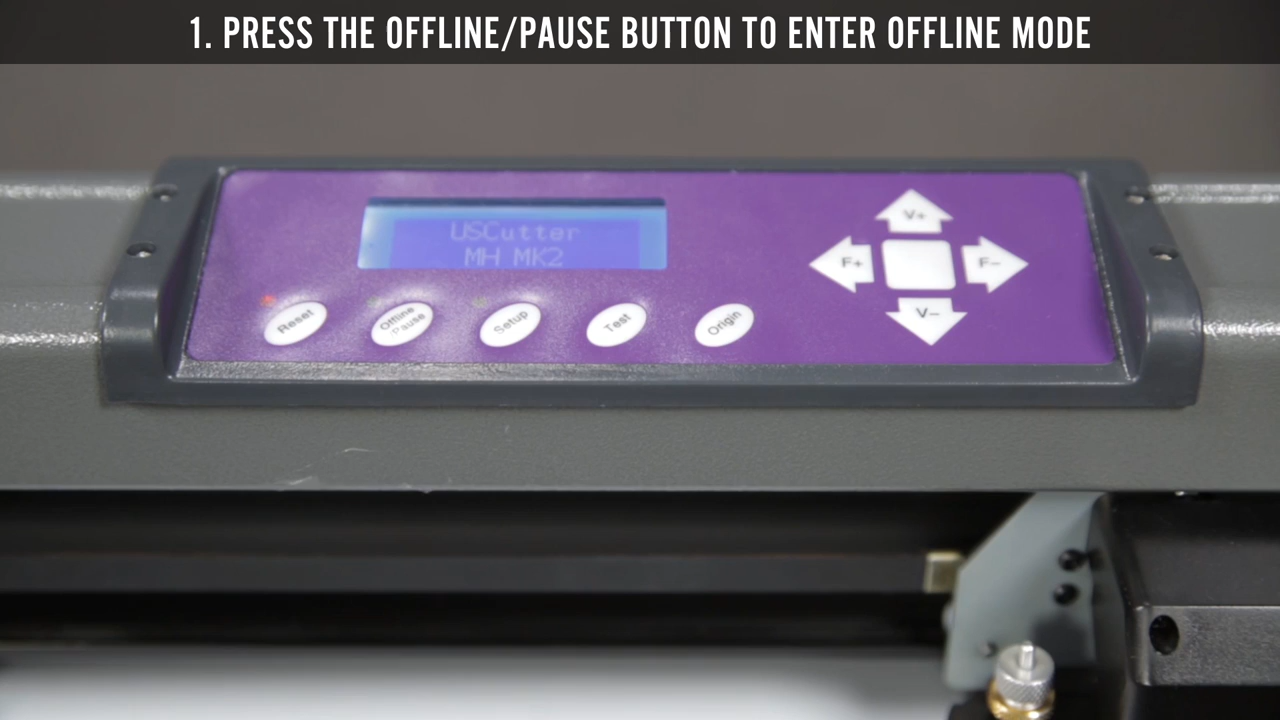 1. PRESS THE OFFLINE/PAUSE BUTTON TO ENTER OFFLINE MODE
USCutter
MH MK2
V+
F+
F−
V−
Reset
Offline
Pause
Setup
Test
Origin